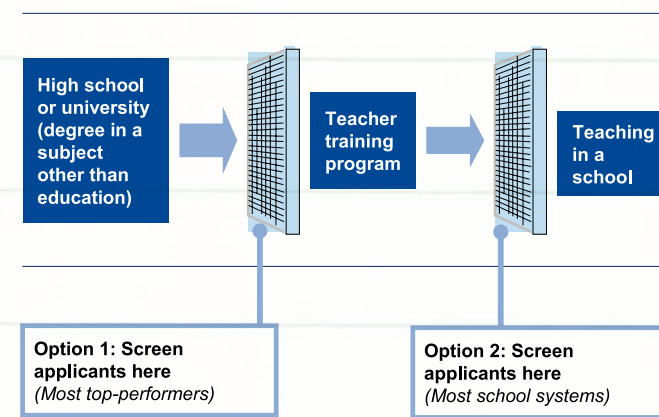 High school
or university
(degree in a
subject
other than
education)
Teacher
training
program
Teaching
in a
school
Option 1: Screen
applicants here
(Most top-performers)
Option 2: Screen
applicants here
(Most school systems)